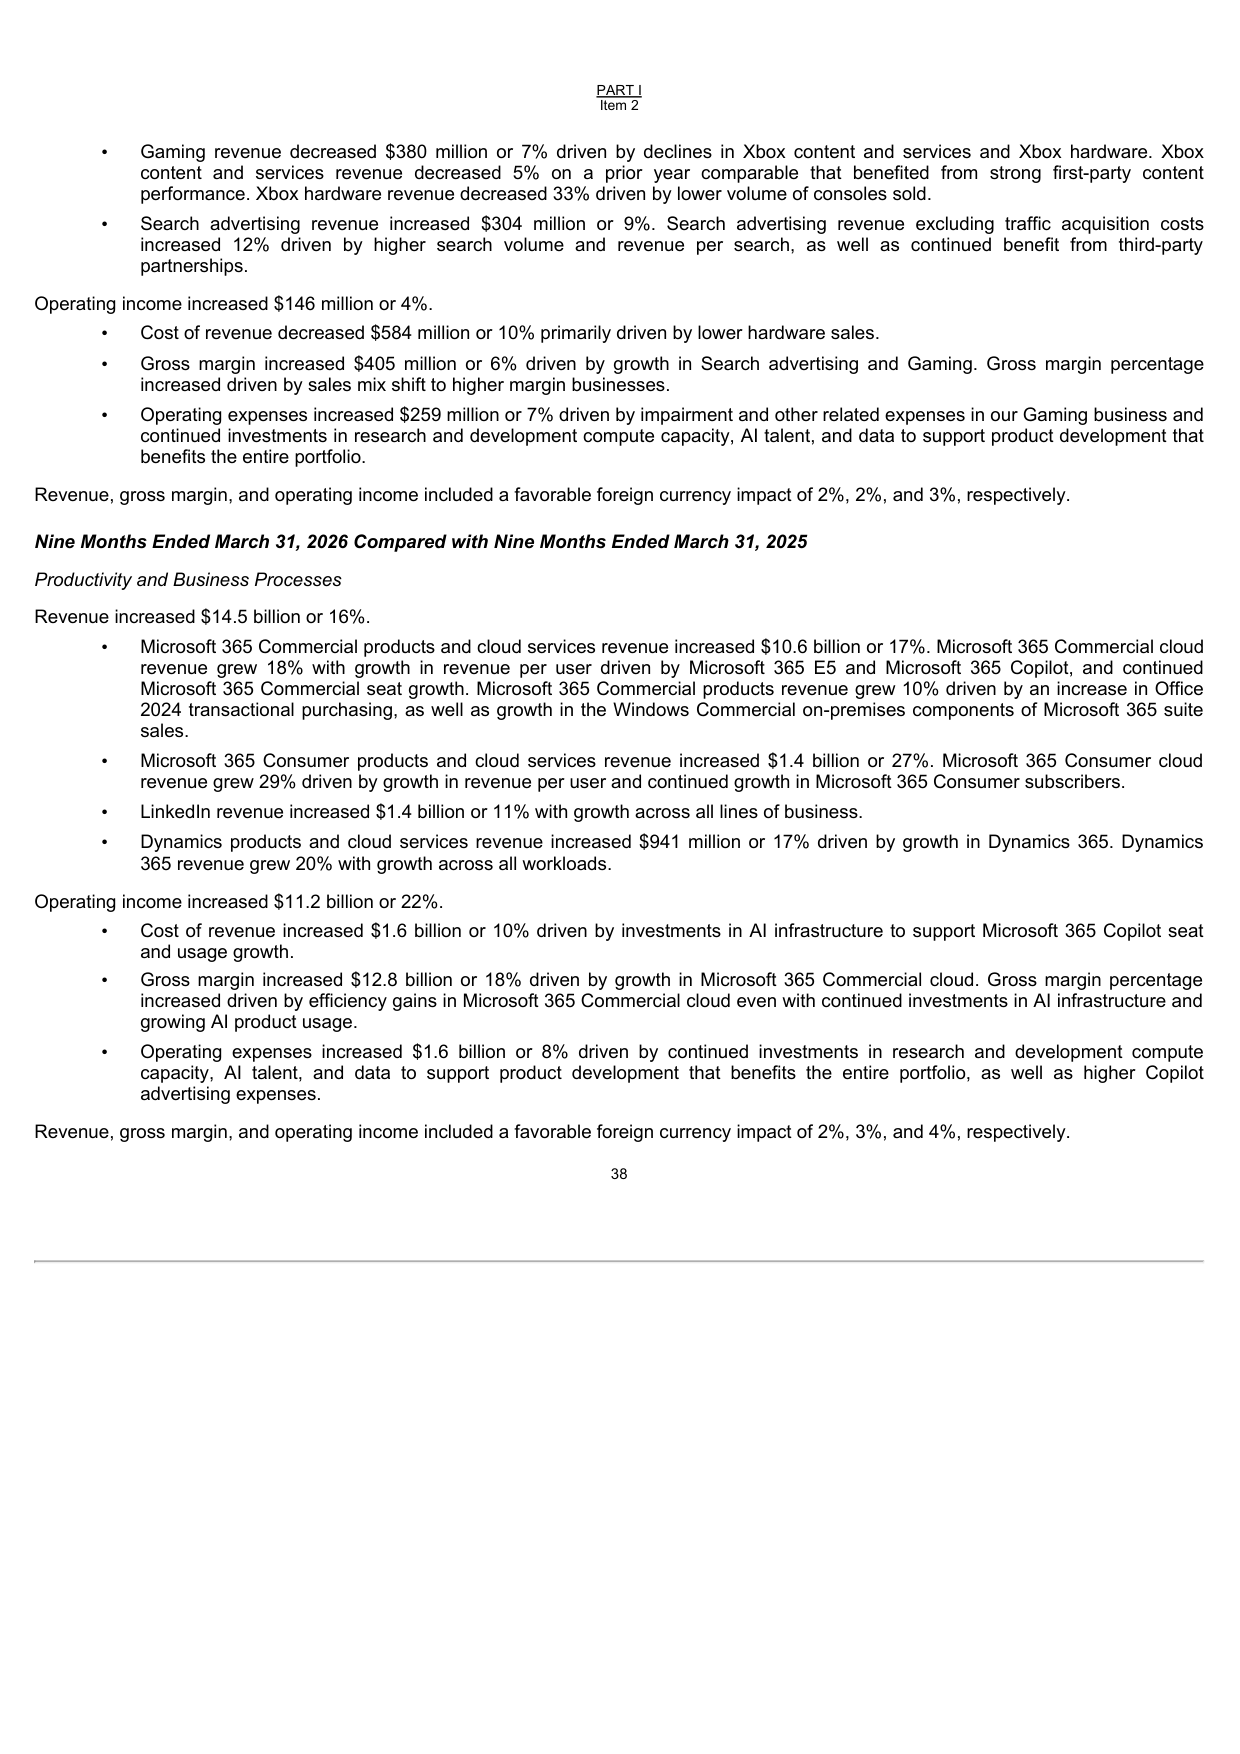 PART I
Item 2
• Gaming revenue decreased $380 million or 7% driven by declines in Xbox content and services and Xbox hardware. Xbox
content and services revenue decreased 5% on a prior year comparable that benefited from strong first-party content
performance. Xbox hardware revenue decreased 33% driven by lower volume of consoles sold.
• Search advertising revenue increased $304 million or 9%. Search advertising revenue excluding traffic acquisition costs
increased 12% driven by higher search volume and revenue per search, as well as continued benefit from third-party
partnerships.
Operating income increased $146 million or 4%.
• Cost of revenue decreased $584 million or 10% primarily driven by lower hardware sales.
• Gross margin increased $405 million or 6% driven by growth in Search advertising and Gaming. Gross margin percentage
increased driven by sales mix shift to higher margin businesses.
• Operating expenses increased $259 million or 7% driven by impairment and other related expenses in our Gaming business and
continued investments in research and development compute capacity, AI talent, and data to support product development that
benefits the entire portfolio.
Revenue, gross margin, and operating income included a favorable foreign currency impact of 2%, 2%, and 3%, respectively.
Nine Months Ended March 31, 2026 Compared with Nine Months Ended March 31, 2025
Productivity and Business Processes
Revenue increased $14.5 billion or 16%.
• Microsoft 365 Commercial products and cloud services revenue increased $10.6 billion or 17%. Microsoft 365 Commercial cloud
revenue grew 18% with growth in revenue per user driven by Microsoft 365 E5 and Microsoft 365 Copilot, and continued
Microsoft 365 Commercial seat growth. Microsoft 365 Commercial products revenue grew 10% driven by an increase in Office
2024 transactional purchasing, as well as growth in the Windows Commercial on-premises components of Microsoft 365 suite
sales.
• Microsoft 365 Consumer products and cloud services revenue increased $1.4 billion or 27%. Microsoft 365 Consumer cloud
revenue grew 29% driven by growth in revenue per user and continued growth in Microsoft 365 Consumer subscribers.
• LinkedIn revenue increased $1.4 billion or 11% with growth across all lines of business.
• Dynamics products and cloud services revenue increased $941 million or 17% driven by growth in Dynamics 365. Dynamics
365 revenue grew 20% with growth across all workloads.
Operating income increased $11.2 billion or 22%.
• Cost of revenue increased $1.6 billion or 10% driven by investments in AI infrastructure to support Microsoft 365 Copilot seat
and usage growth.
• Gross margin increased $12.8 billion or 18% driven by growth in Microsoft 365 Commercial cloud. Gross margin percentage
increased driven by efficiency gains in Microsoft 365 Commercial cloud even with continued investments in AI infrastructure and
growing AI product usage.
• Operating expenses increased $1.6 billion or 8% driven by continued investments in research and development compute
capacity, AI talent, and data to support product development that benefits the entire portfolio, as well as higher Copilot
advertising expenses.
Revenue, gross margin, and operating income included a favorable foreign currency impact of 2%, 3%, and 4%, respectively.
38